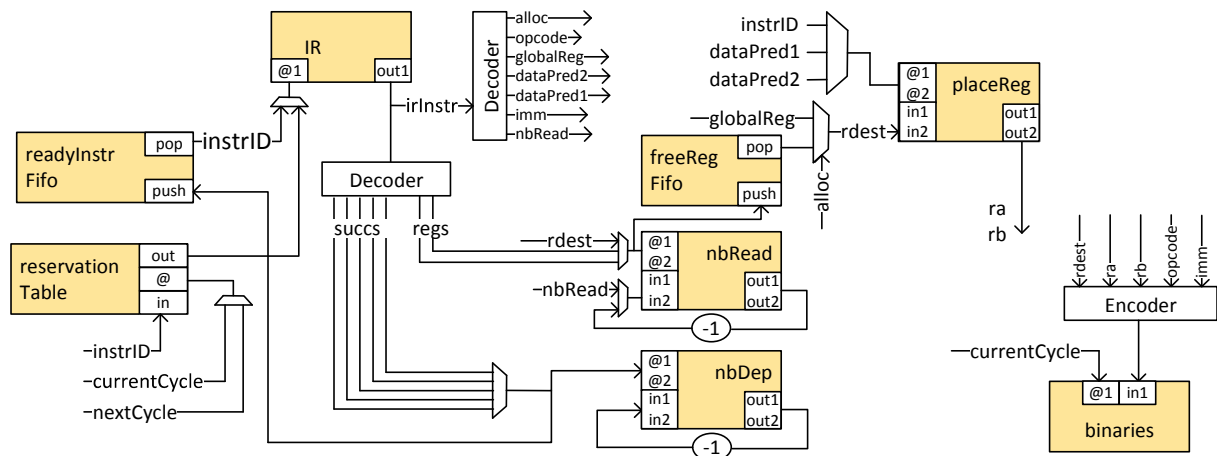 IR
@1
out1
irInstr
Decoder
alloc
opcode
globalReg
dataPred2
dataPred1
imm
nbRead
instrID
dataPred1
dataPred2
@1
@2
in1
in2
placeReg
out1
out2
readyInstr
Fifo
pop
push
instrID
Decoder
succs
regs
globalReg
freeReg
Fifo
pop
push
rdest
alloc
ra
rb
reservation
Table
out
@
in
instrID
currentCycle
nextCycle
rdest
nbRead
@1
@2
in1
in2
nbRead
out1
out2
-1
@1
@2
in1
in2
nbDep
out1
out2
-1
rdest
ra
rb
opcode
imm
Encoder
currentCycle
@1
in1
binaries